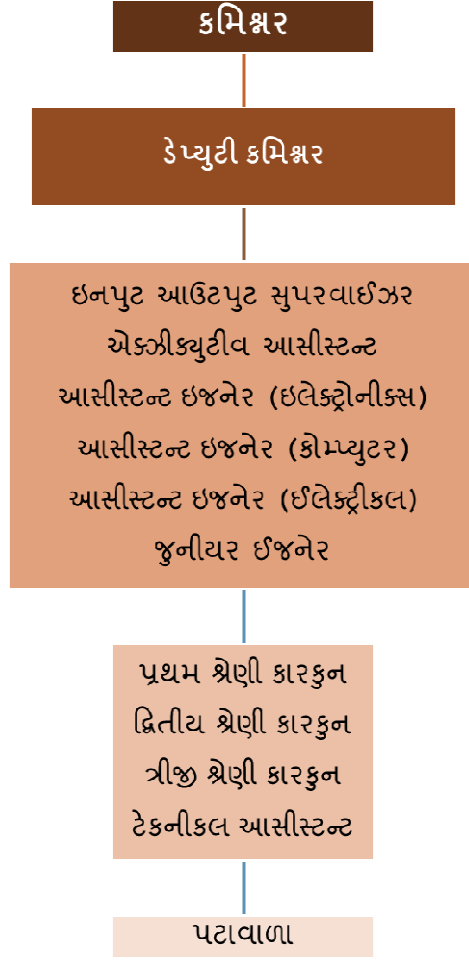 કમિશ્નર
ડેપ્યુટી કમિશ્નર
ઇનપુટ આઉટપુટ સુપરવાઈઝર
એક્ઝીક્યુટીવ આસીસ્ટન્ટ
આસીસ્ટન્ટ ઇજનેર (ઇલેક્ટ્રોનીક્સ)
આસીસ્ટન્ટ ઇજનેર (કોમ્પ્યુટર)
આસીસ્ટન્ટ ઇજનેર (ઈલેક્ટ્રીકલ)
જુનીયર ઈજનેર
પ્રથમ શ્રેણી કારકુન
દ્વિતીય શ્રેણી કારકુન
ત્રીજી શ્રેણી કારકુન
ટેકનીકલ આસીસ્ટન્ટ
પટાવાળા